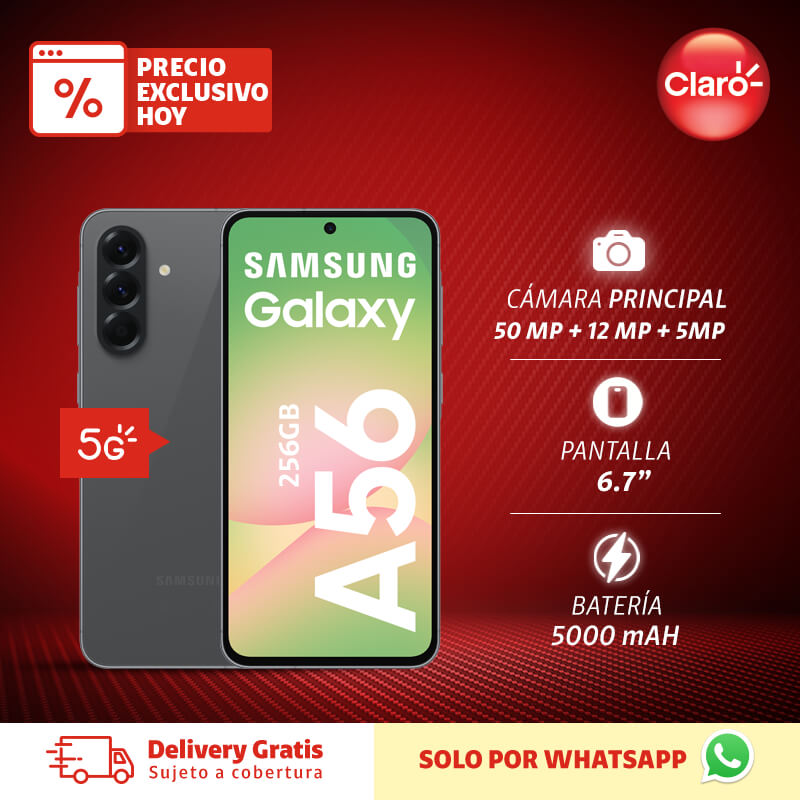 %
PRECIO
EXCLUSIVO
HOY
Claro
SAMSUNG
Galaxy
256GB
A56
5G
SAMSUN
CÁMARA PRINCIPAL
50 MP + 12 MP + 5MP
PANTALLA
6.7”
BATERÍA
5000 mAH
Delivery Gratis
Sujeto a cobertura
SOLO POR WHATSAPP